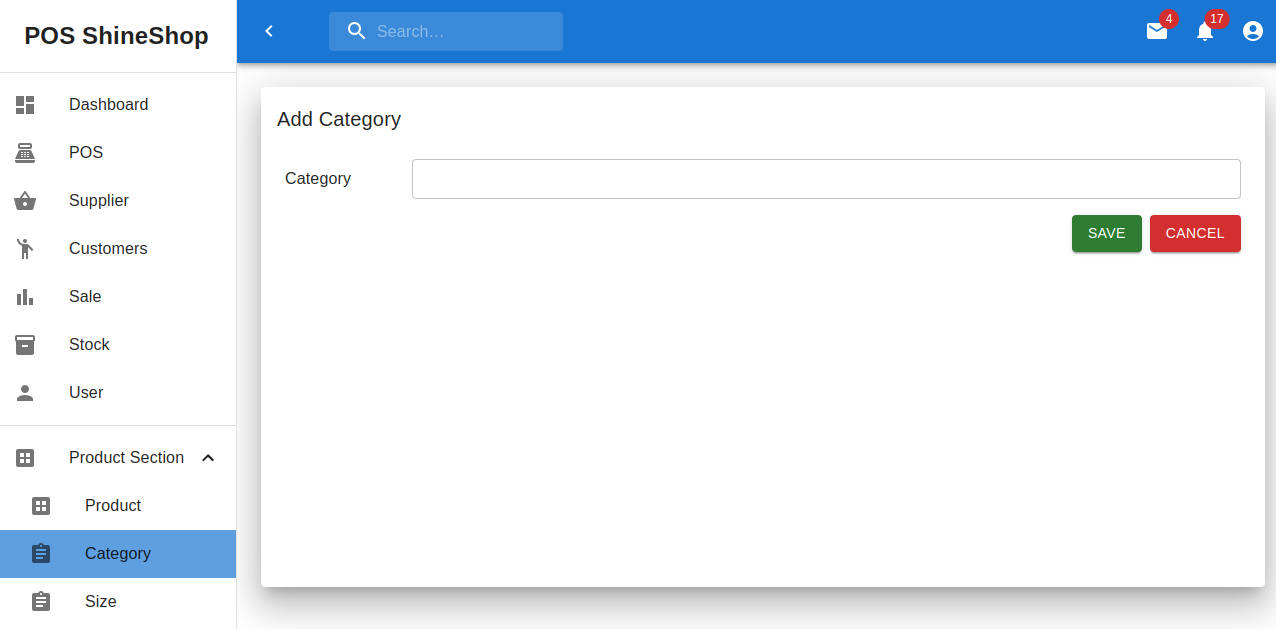 POS ShineShop
Search…
4
17
Dashboard
POS
Supplier
Customers
Sale
Stock
User
Product Section
Product
Category
Size
Add Category
Category
SAVE
CANCEL